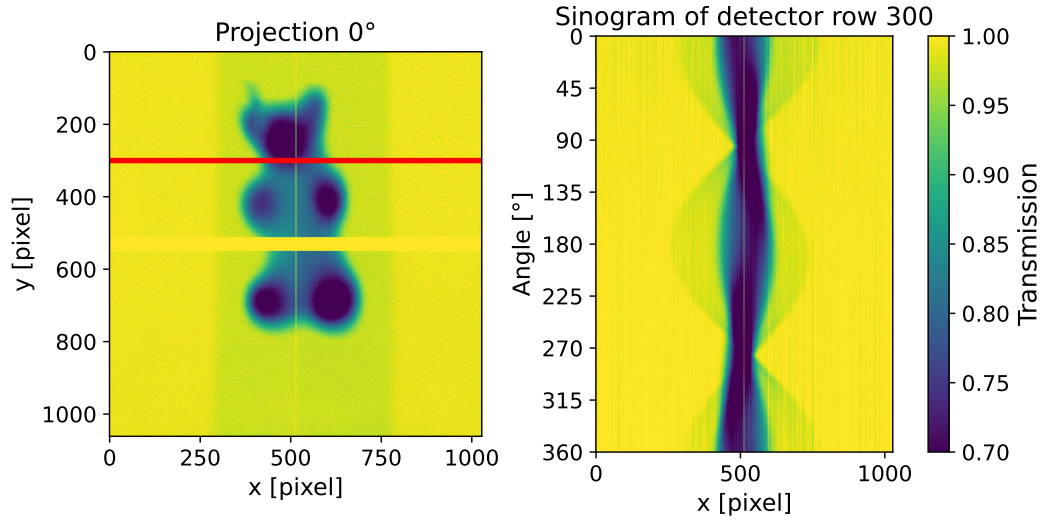 Projection 0°
0
200
400
600
800
1000
y [pixel]
0 250 500 750 1000
x [pixel]
Sinogram of detector row 300
0
45
90
135
180
225
270
315
360
Angle [°]
0 500 1000
x [pixel]
1.00
0.95
0.90
0.85
0.80
0.75
0.70
Transmission